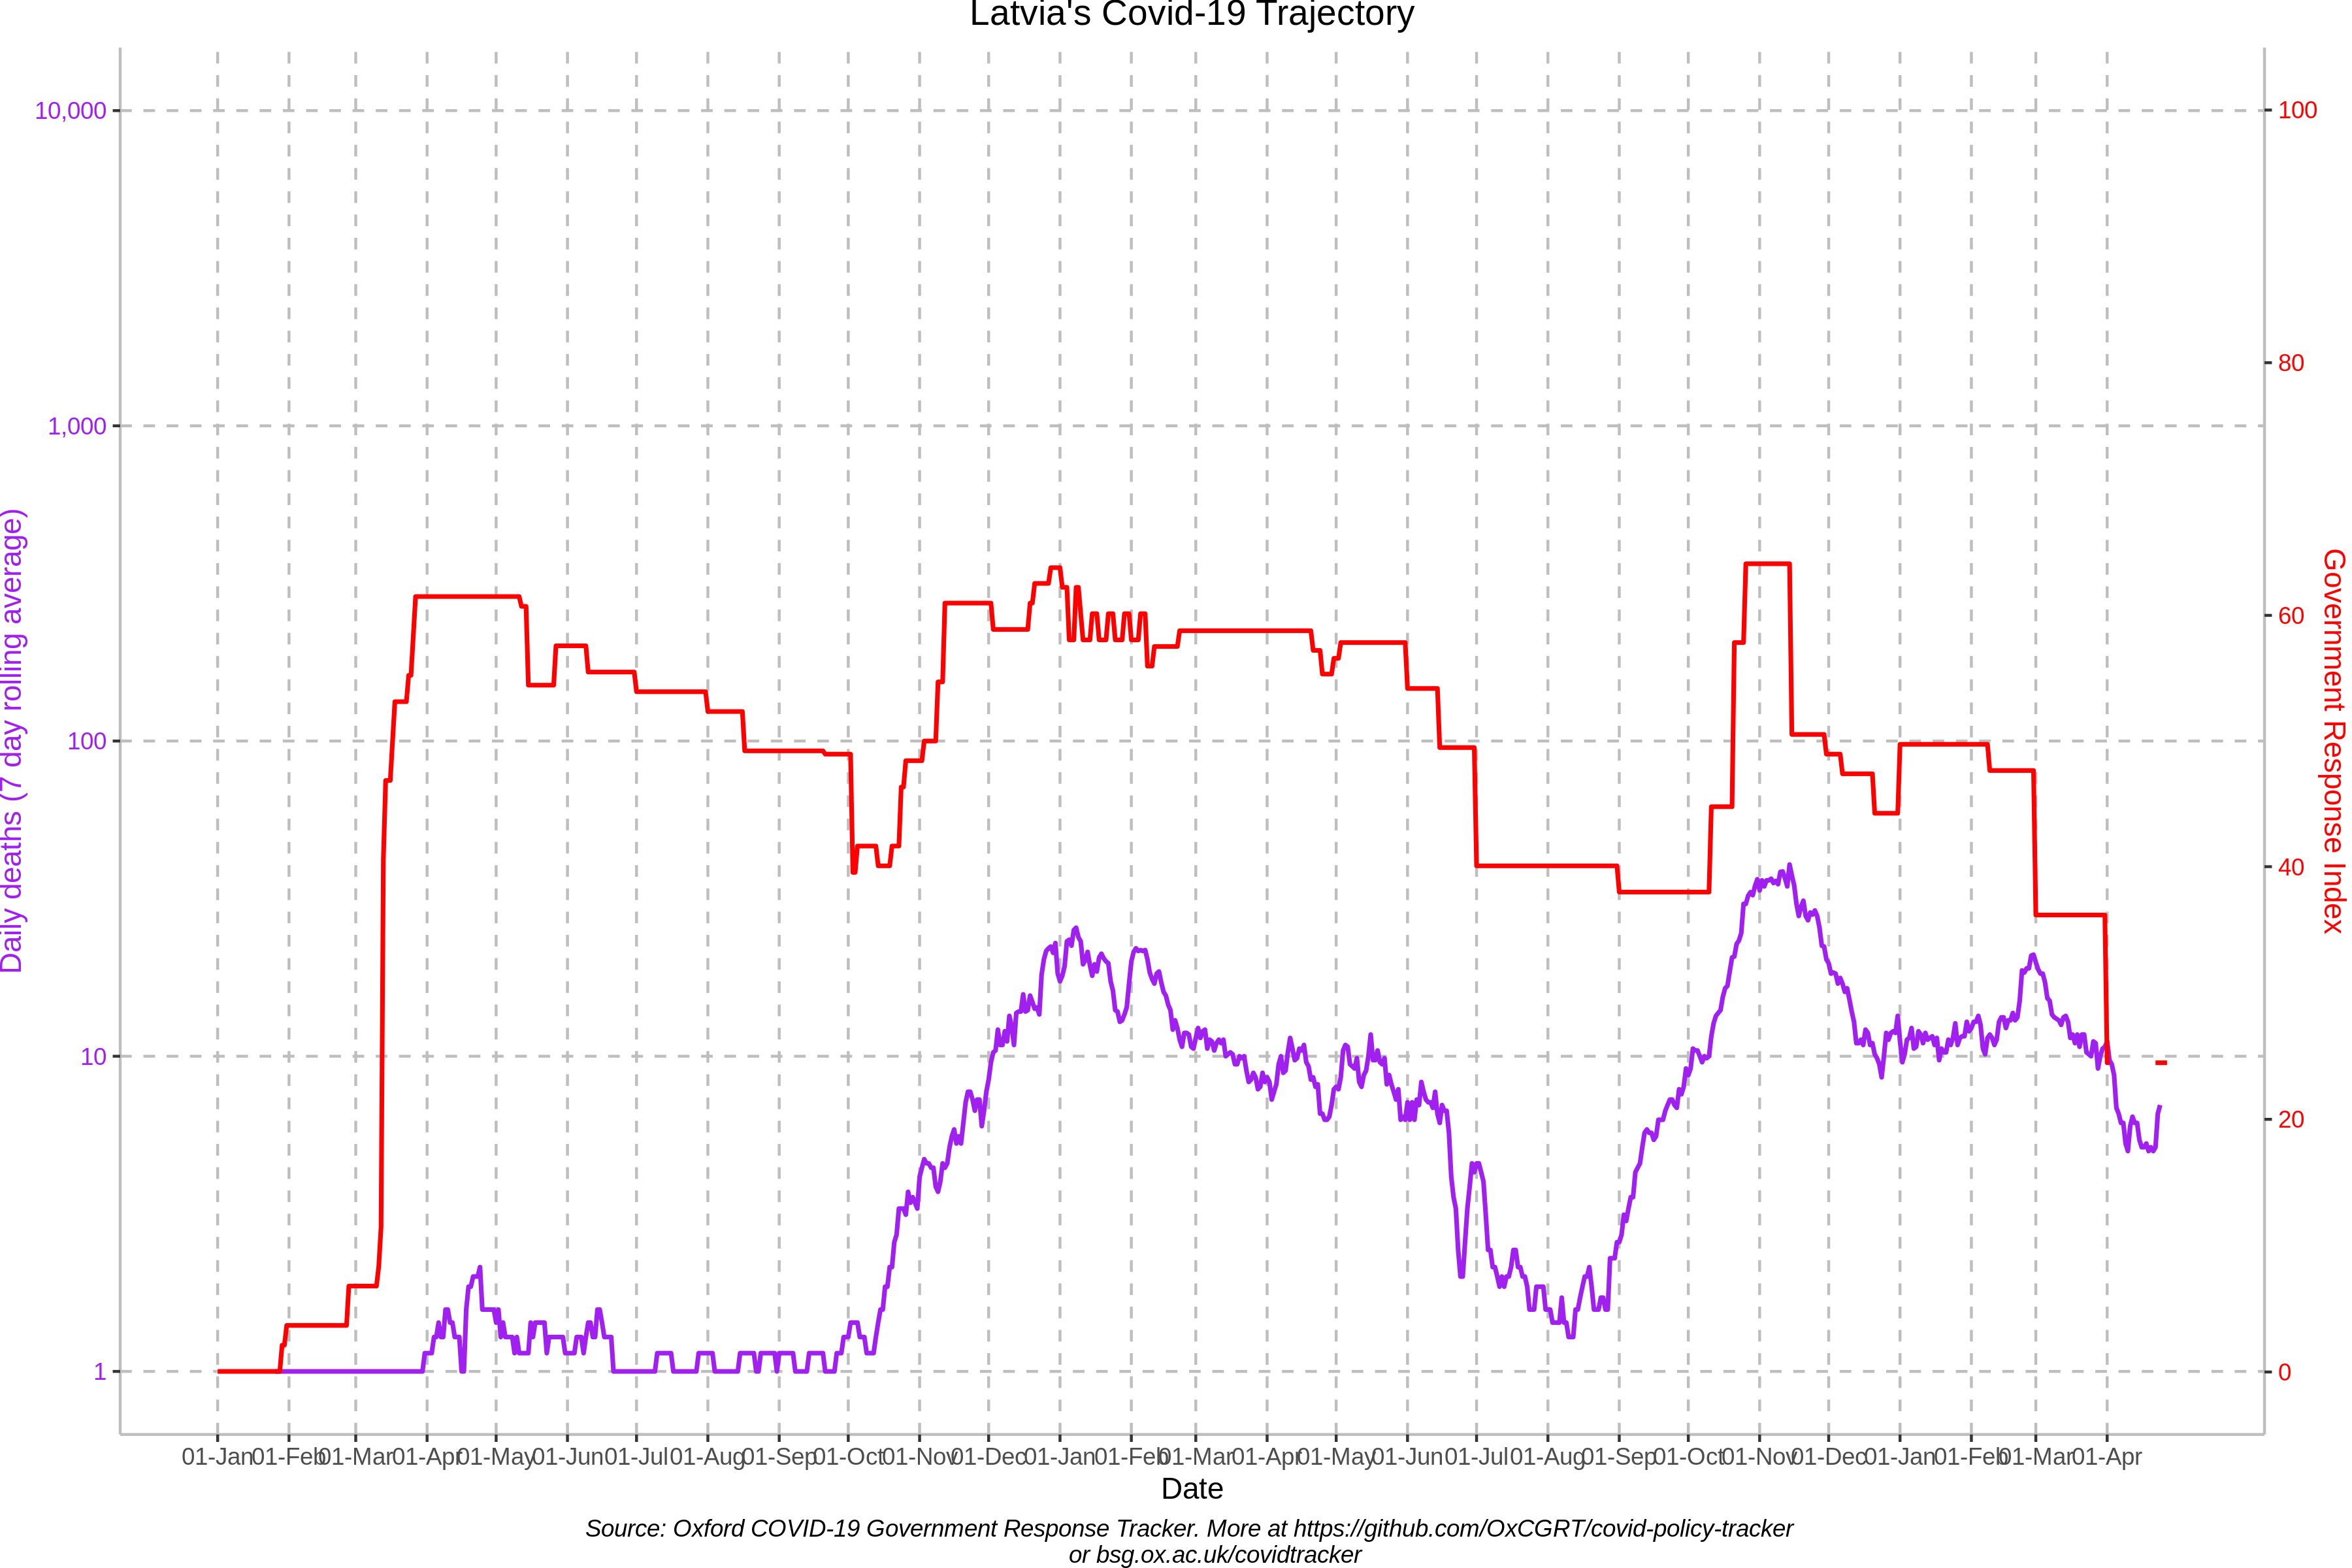 Latvia's Covid-19 Trajectory
Daily deaths (7 day rolling average)
10,000
1,000
100
10
1
100
80
60
40
20
0
Government Response Index
01-Jan 01-Feb 01-Mar 01-Apr 01-May 01-Jun 01-Jul 01-Aug 01-Sep 01-Oct 01-Nov 01-Dec 01-Jan 01-Feb 01-Mar 01-Apr 01-May 01-Jun 01-Jul 01-Aug 01-Sep 01-Oct 01-Nov 01-Dec 01-Jan 01-Feb 01-Mar 01-Apr
Date
Source: Oxford COVID-19 Government Response Tracker. More at https://github.com/OxCGRT/covid-policy-tracker
or bsg.ox.ac.uk/covidtracker